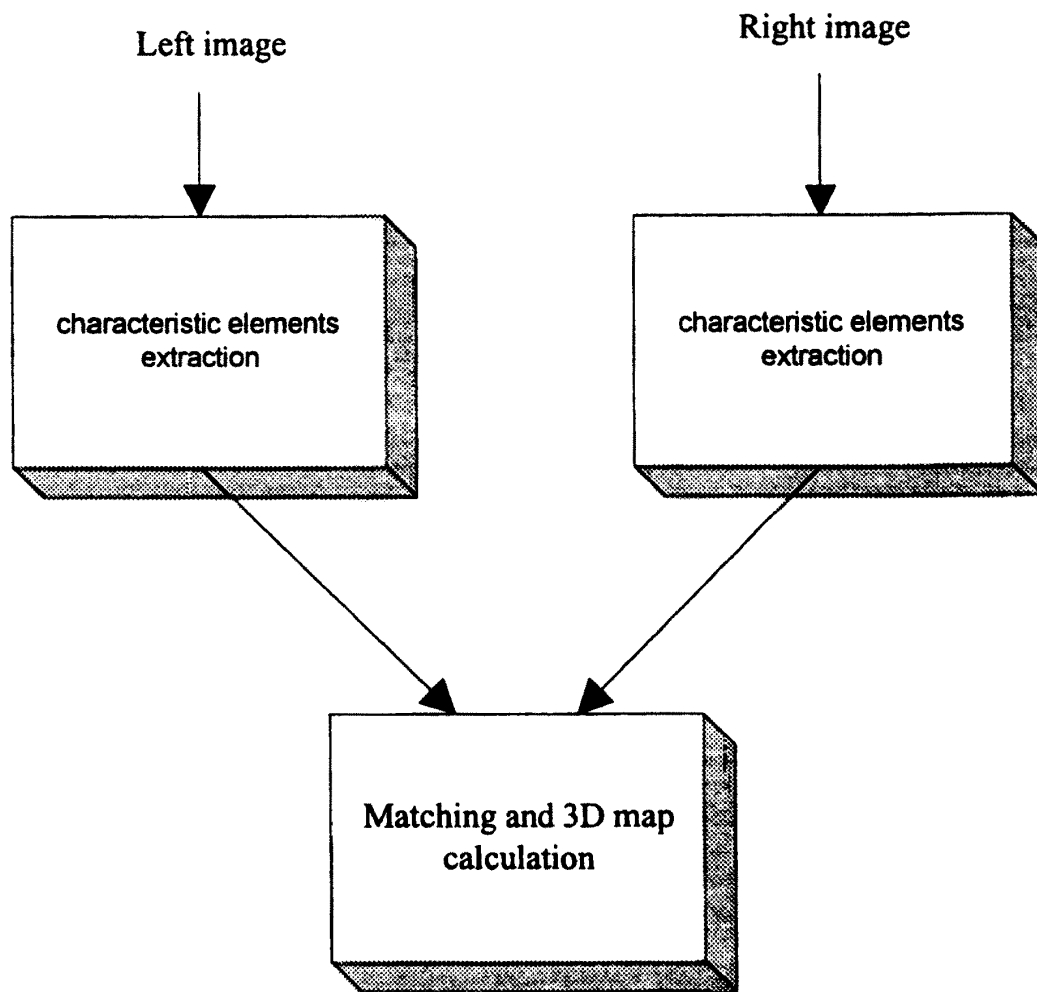 Left image
Right image
characteristic elements
extraction
characteristic elements
extraction
Matching and 3D map
calculation